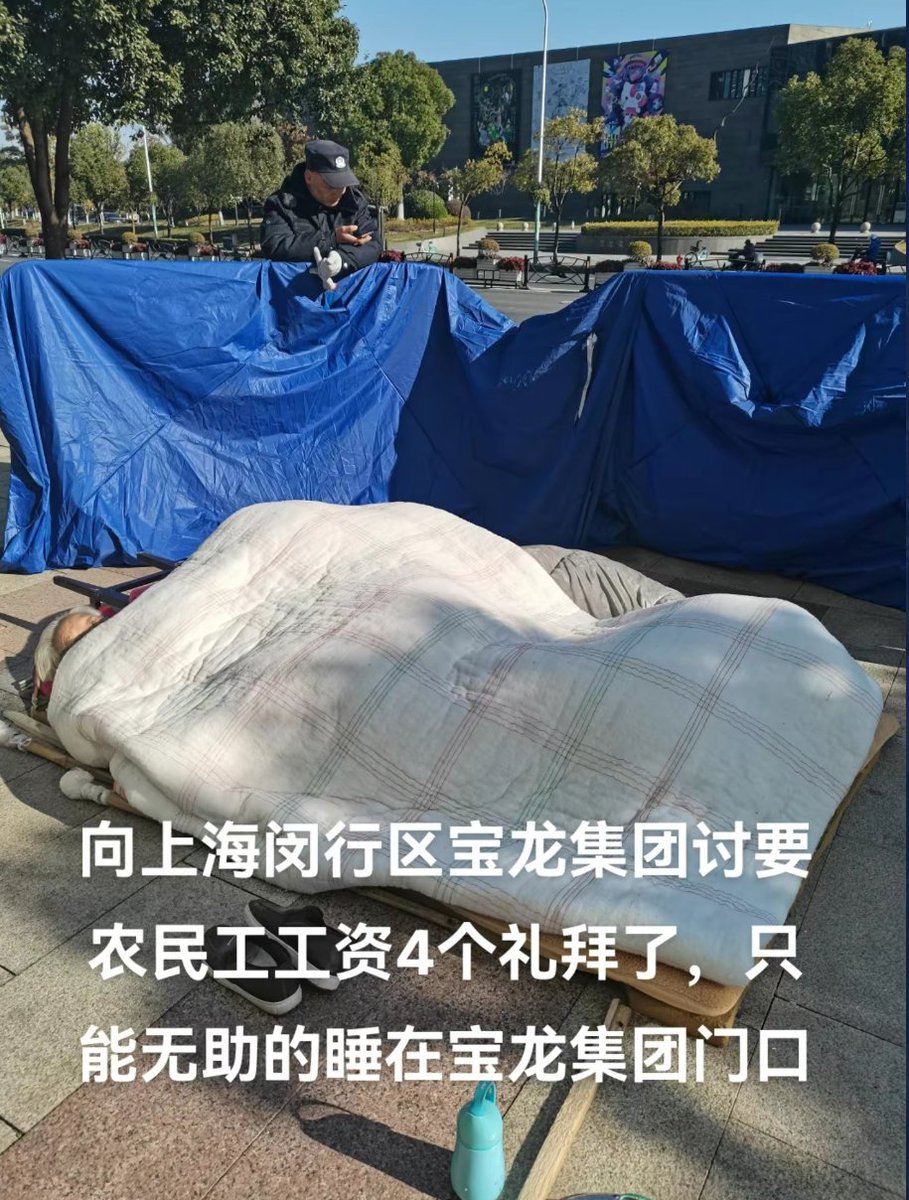 向上海闵行区宝龙集团讨要
农民工工资4个礼拜了，只
能无助的睡在宝龙集团门口